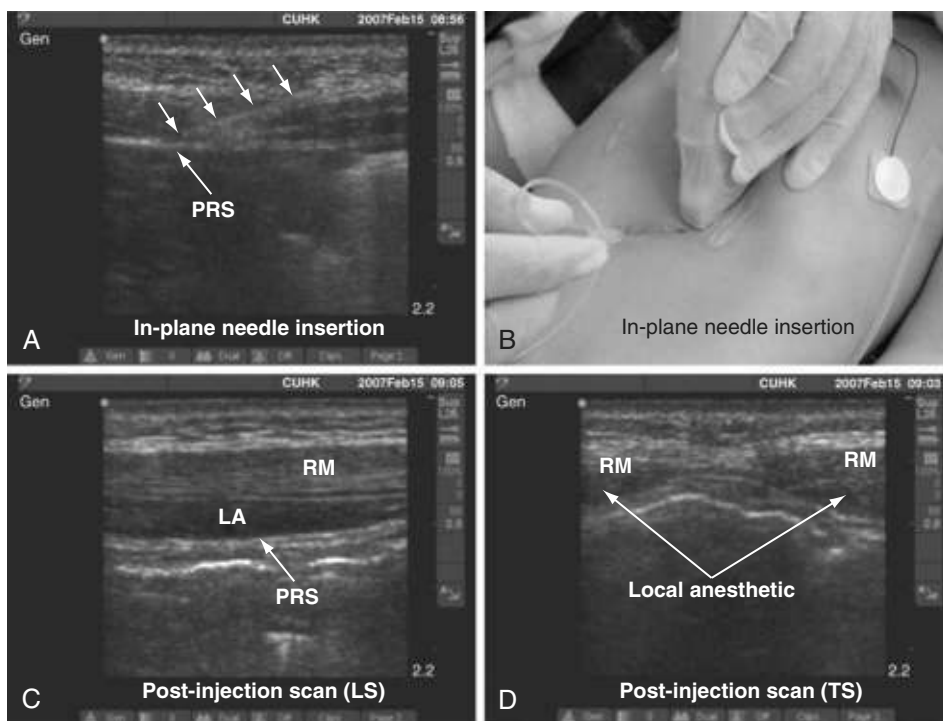 CUHK 2007Feb15 08:56
Gen
PRS
2.2
A
In-plane needle insertion
B
In-plane needle insertion
CUHK 2007Feb15 09:05
Gen
RM
LA
PRS
2.2
C
Post-injection scan (LS)
CUHK 2007Feb15 09:03
Gen
RM
RM
Local anesthetic
2.2
D
Post-injection scan (TS)